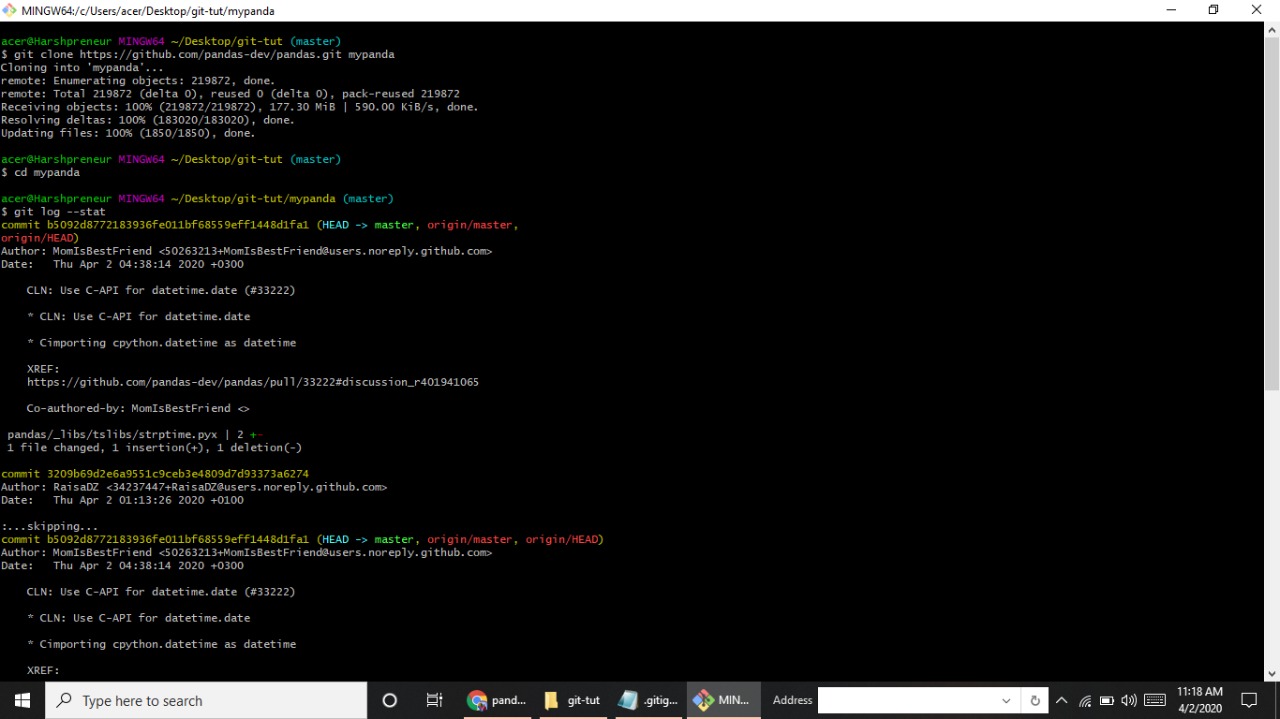 MINGW64:/c/Users/acer/Desktop/git-tut/mypanda
acer@Harshpreneur MINGW64 ~/Desktop/git-tut (master)
$ git clone https://github.com/pandas-dev/pandas.git mypanda
Cloning into 'mypanda'...
remote: Enumerating objects: 219872, done.
remote: Total 219872 (delta 0), reused 0 (delta 0), pack-reused 219872
Receiving objects: 100% (219872/219872), 177.30 MiB | 590.00 KiB/s, done.
Resolving deltas: 100% (183020/183020), done.
Updating files: 100% (1850/1850), done.
acer@Harshpreneur MINGW64 ~/Desktop/git-tut (master)
$ cd mypanda
acer@Harshpreneur MINGW64 ~/Desktop/git-tut/mypanda (master)
$ git log --stat
commit b5092d8772183936fe011bf68559eff1448d1fa1 (HEAD -> master, origin/master,
origin/HEAD)
Author: MomIsBestFriend <50263213+MomIsBestFriend@users.noreply.github.com>
Date:   Thu Apr 2 04:38:14 2020 +0300
CLN: Use C-API for datetime.date (#33222)
* CLN: Use C-API for datetime.date
* Cimporting cpython.datetime as datetime
XREF:
https://github.com/pandas-dev/pandas/pull/33222#discussion_r401941065
Co-authored-by: MomIsBestFriend <>
pandas/_libs/tslibs/strptime.pyx | 2 +-
1 file changed, 1 insertion(+), 1 deletion(-)
commit 3209b69d2e6a9551c9ceb3e4809d7d93373a6274
Author: RaisaDZ <34237447+RaisaDZ@users.noreply.github.com>
Date:   Thu Apr 2 01:13:26 2020 +0100
:...skipping...
commit b5092d8772183936fe011bf68559eff1448d1fa1 (HEAD -> master, origin/master, origin/HEAD)
Author: MomIsBestFriend <50263213+MomIsBestFriend@users.noreply.github.com>
Date:   Thu Apr 2 04:38:14 2020 +0300
CLN: Use C-API for datetime.date (#33222)
* CLN: Use C-API for datetime.date
* Cimporting cpython.datetime as datetime
XREF:
Type here to search
pand...
git-tut
.gitig...
MIN...
Address
11:18 AM
4/2/2020